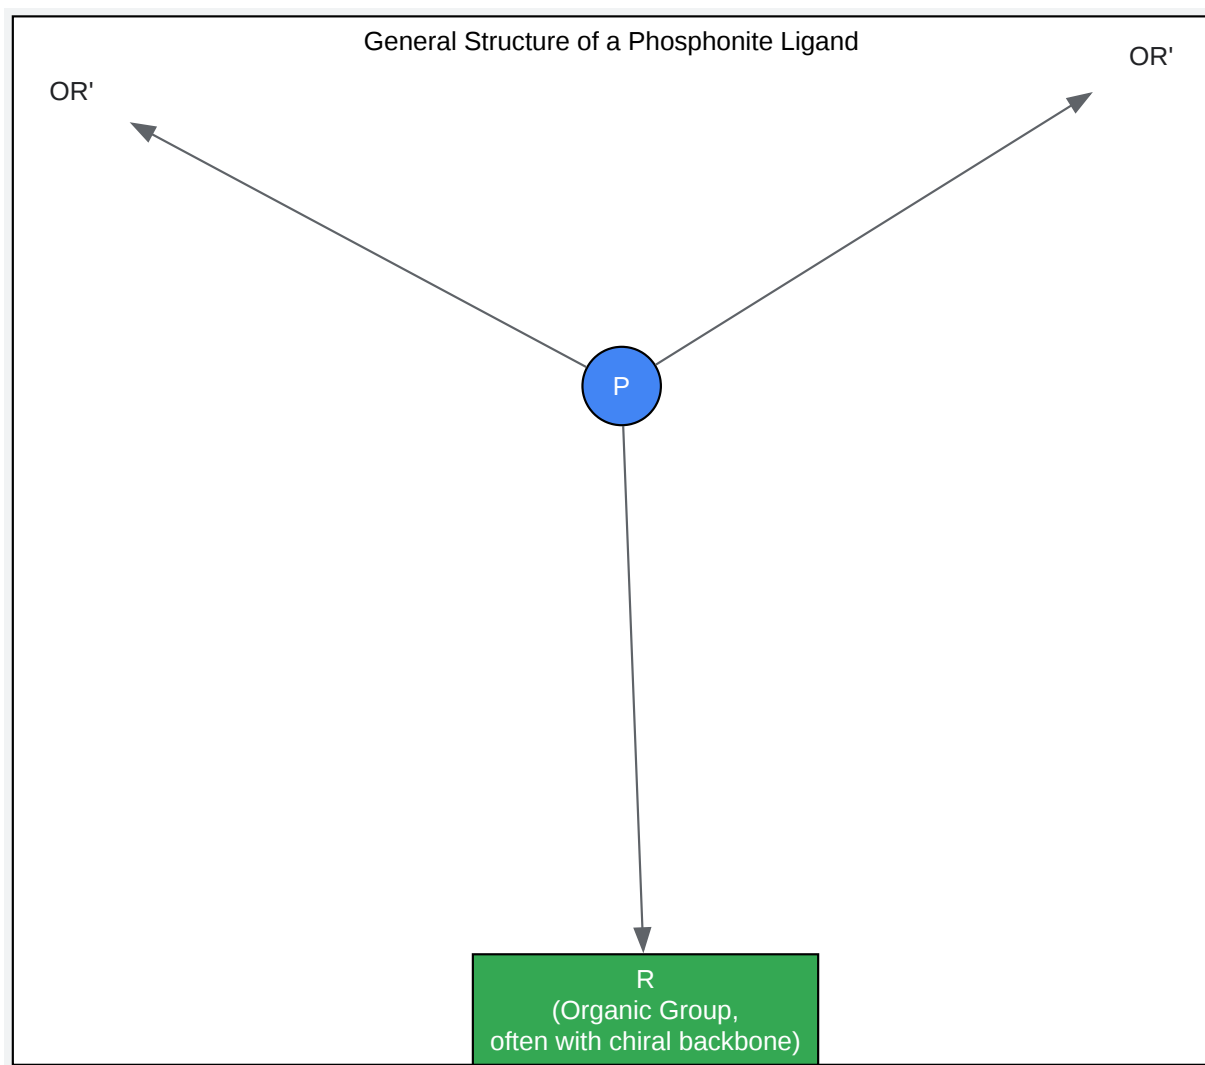 General Structure of a Phosphonite Ligand
OR'
OR'
P
R
(Organic Group,
often with chiral backbone)